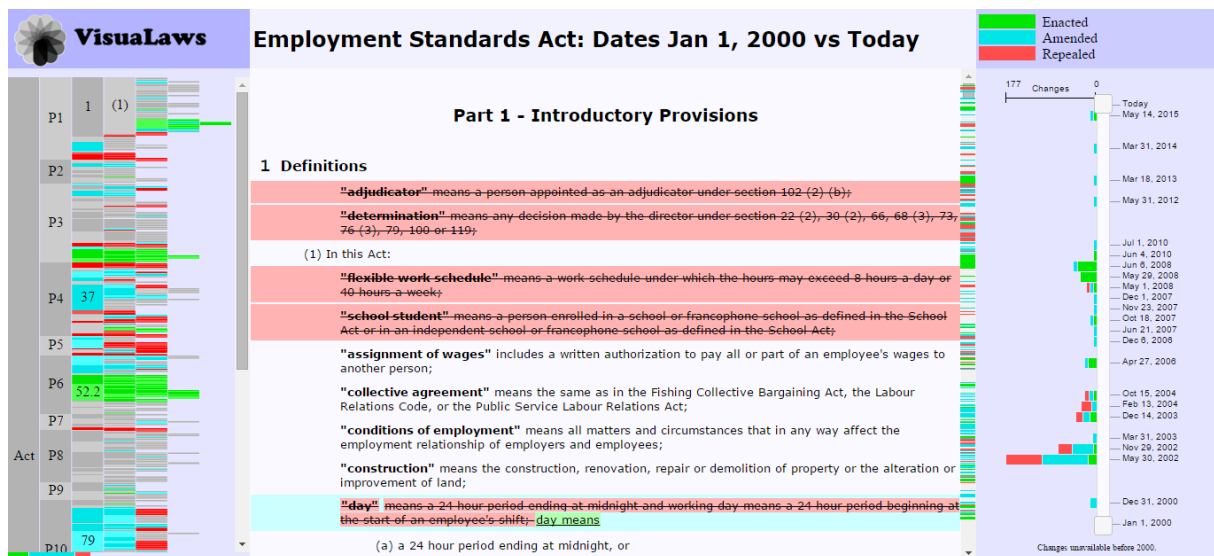 VisuaLaws
Employment Standards Act: Dates Jan 1, 2000 vs Today
Enacted
Amended
Repealed
Act
P1
P2
P3
P4
P5
P6
P7
P8
P9
P10
1
(1)
37
52.2
79
Part 1 - Introductory Provisions
1 Definitions
"adjudicator" means a person appointed as an adjudicator under section 102 (2) (b);
"determination" means any decision made by the director under section 22 (2), 30 (2), 66, 68 (3), 73,
76 (3), 79, 100 or 119;
(1) In this Act:
"flexible work schedule" means a work schedule under which the hours may exceed 8 hours a day or
40 hours a week;
"school student" means a person enrolled in a school or francophone school as defined in the School
Act or in an independent school or francophone school as defined in the School Act;
"assignment of wages" includes a written authorization to pay all or part of an employee's wages to
another person;
"collective agreement" means the same as in the Fishing Collective Bargaining Act, the Labour
Relations Code, or the Public Service Labour Relations Act;
"conditions of employment" means all matters and circumstances that in any way affect the
employment relationship of employers and employees;
"construction" means the construction, renovation, repair or demolition of property or the alteration or
improvement of land;
"day" means a 24 hour period ending at midnight and working day means a 24 hour period beginning at
the start of an employee's shift; day means
(a) a 24 hour period ending at midnight, or
177 Changes 0
Today
May 14, 2015
Mar 31, 2014
Mar 18, 2013
May 31, 2012
Jul 1, 2010
Jun 4, 2010
Jun 6, 2008
May 29, 2008
May 1, 2008
Dec 1, 2007
Nov 23, 2007
Oct 18, 2007
Jun 21, 2007
Dec 6, 2006
Apr 27, 2006
Oct 15, 2004
Feb 13, 2004
Dec 14, 2003
Mar 31, 2003
Nov 29, 2002
May 30, 2002
Dec 31, 2000
Jan 1, 2000
Changes unavailable before 2000.